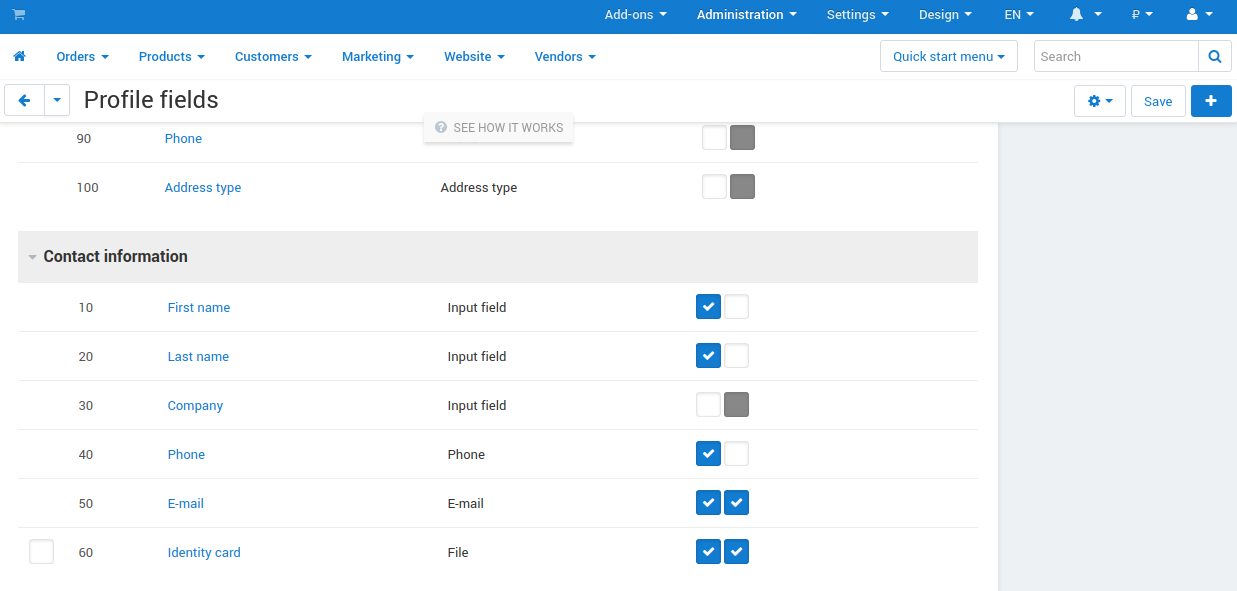 Add-ons Administration Settings Design EN ₽
Orders Products Customers Marketing Website Vendors Quick start menu Search
Profile fields Save
SEE HOW IT WORKS
90 Phone
100 Address type Address type
Contact information
10 First name Input field
20 Last name Input field
30 Company Input field
40 Phone Phone
50 E-mail E-mail
60 Identity card File